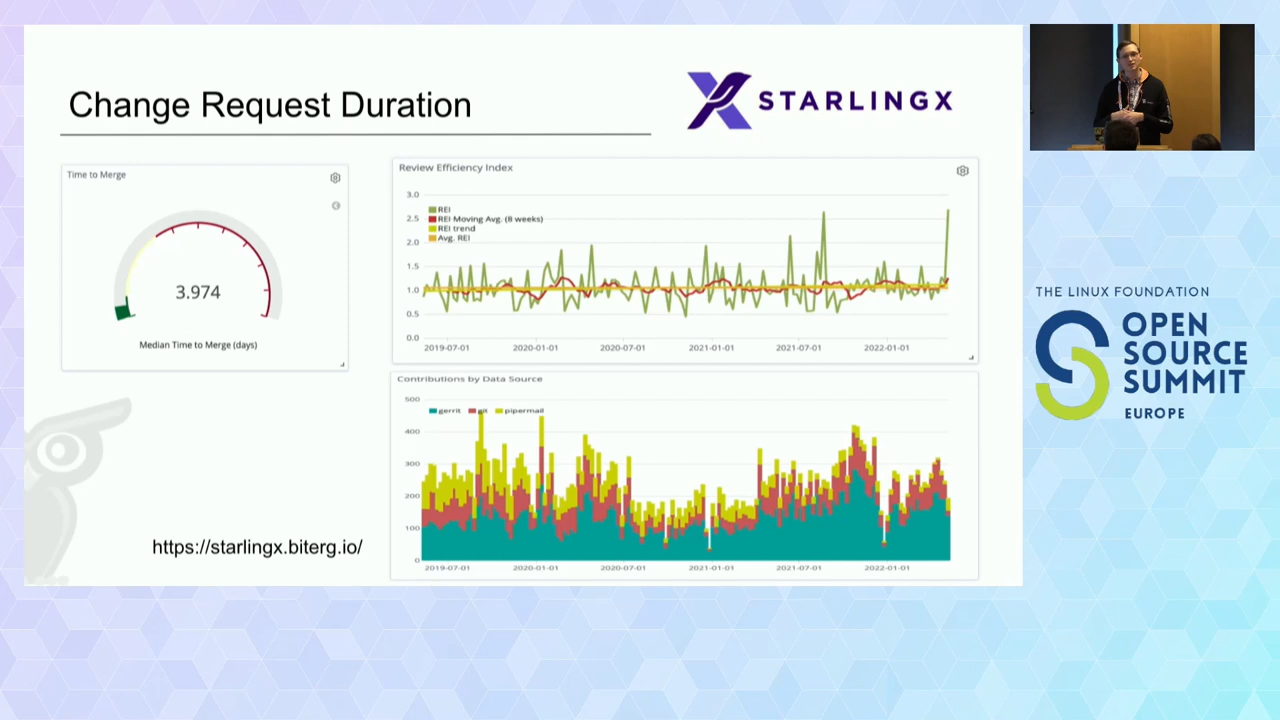 Change Request Duration
STARLINGX
Time to Merge
3.974
Median Time to Merge (days)
https://starlingx.biterg.io/
Review Efficiency Index
3.0
2.5
2.0
1.5
1.0
0.5
0.0
REI
REI Moving Avg. (8 weeks)
REI trend
Avg. REI
2019-07-01 2020-01-01 2020-07-01 2021-01-01 2021-07-01 2022-01-01
Contributions by Data Source
500
400
300
200
100
0
gerrit git pipermail
2019-07-01 2020-01-01 2020-07-01 2021-01-01 2021-07-01 2022-01-01
THE LINUX FOUNDATION
OPEN
SOURCE
SUMMIT
EUROPE